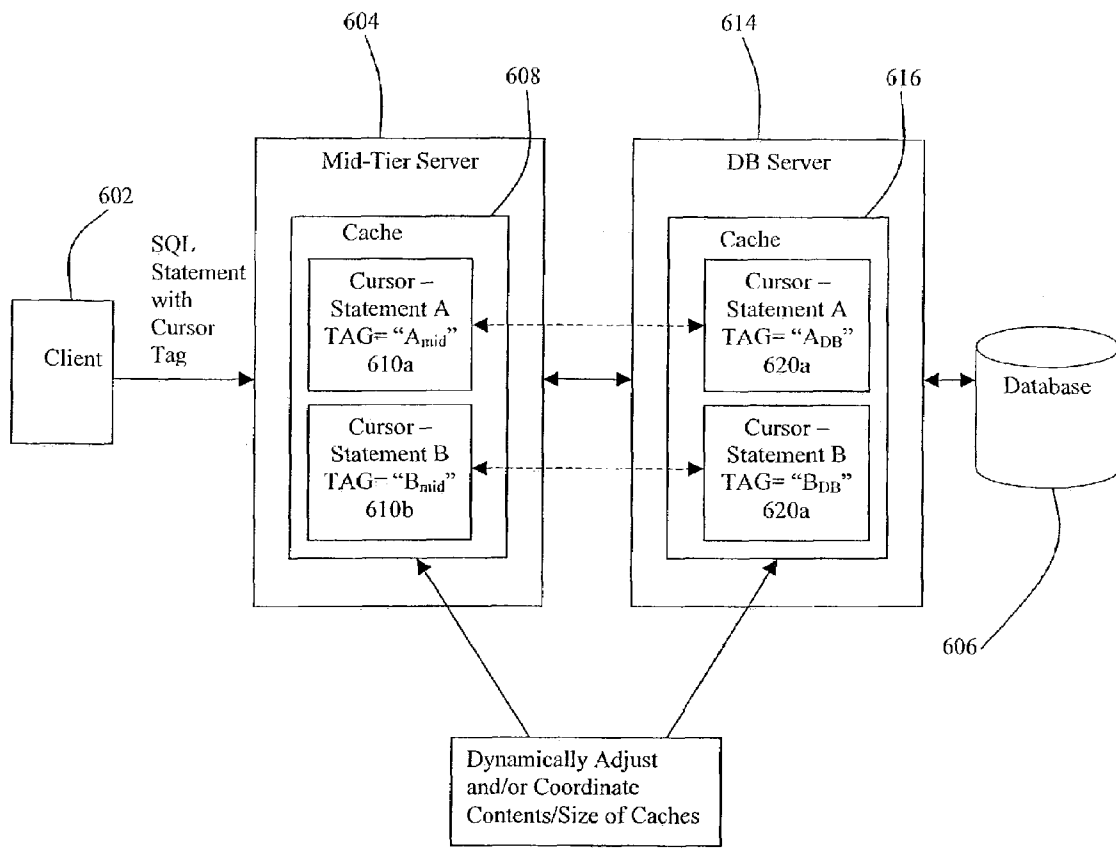 604
614
608
616
602
Mid-Tier Server
DB Server
SQL
Statement
with
Cursor
Tag
Cache
Cache
Client
Cursor –
Statement A
TAG= “Amid”
610a
Cursor –
Statement A
TAG= “ADB”
620a
Database
Cursor –
Statement B
TAG= “Bmid”
610b
Cursor –
Statement B
TAG= “BDB”
620a
606
Dynamically Adjust
and/or Coordinate
Contents/Size of Caches